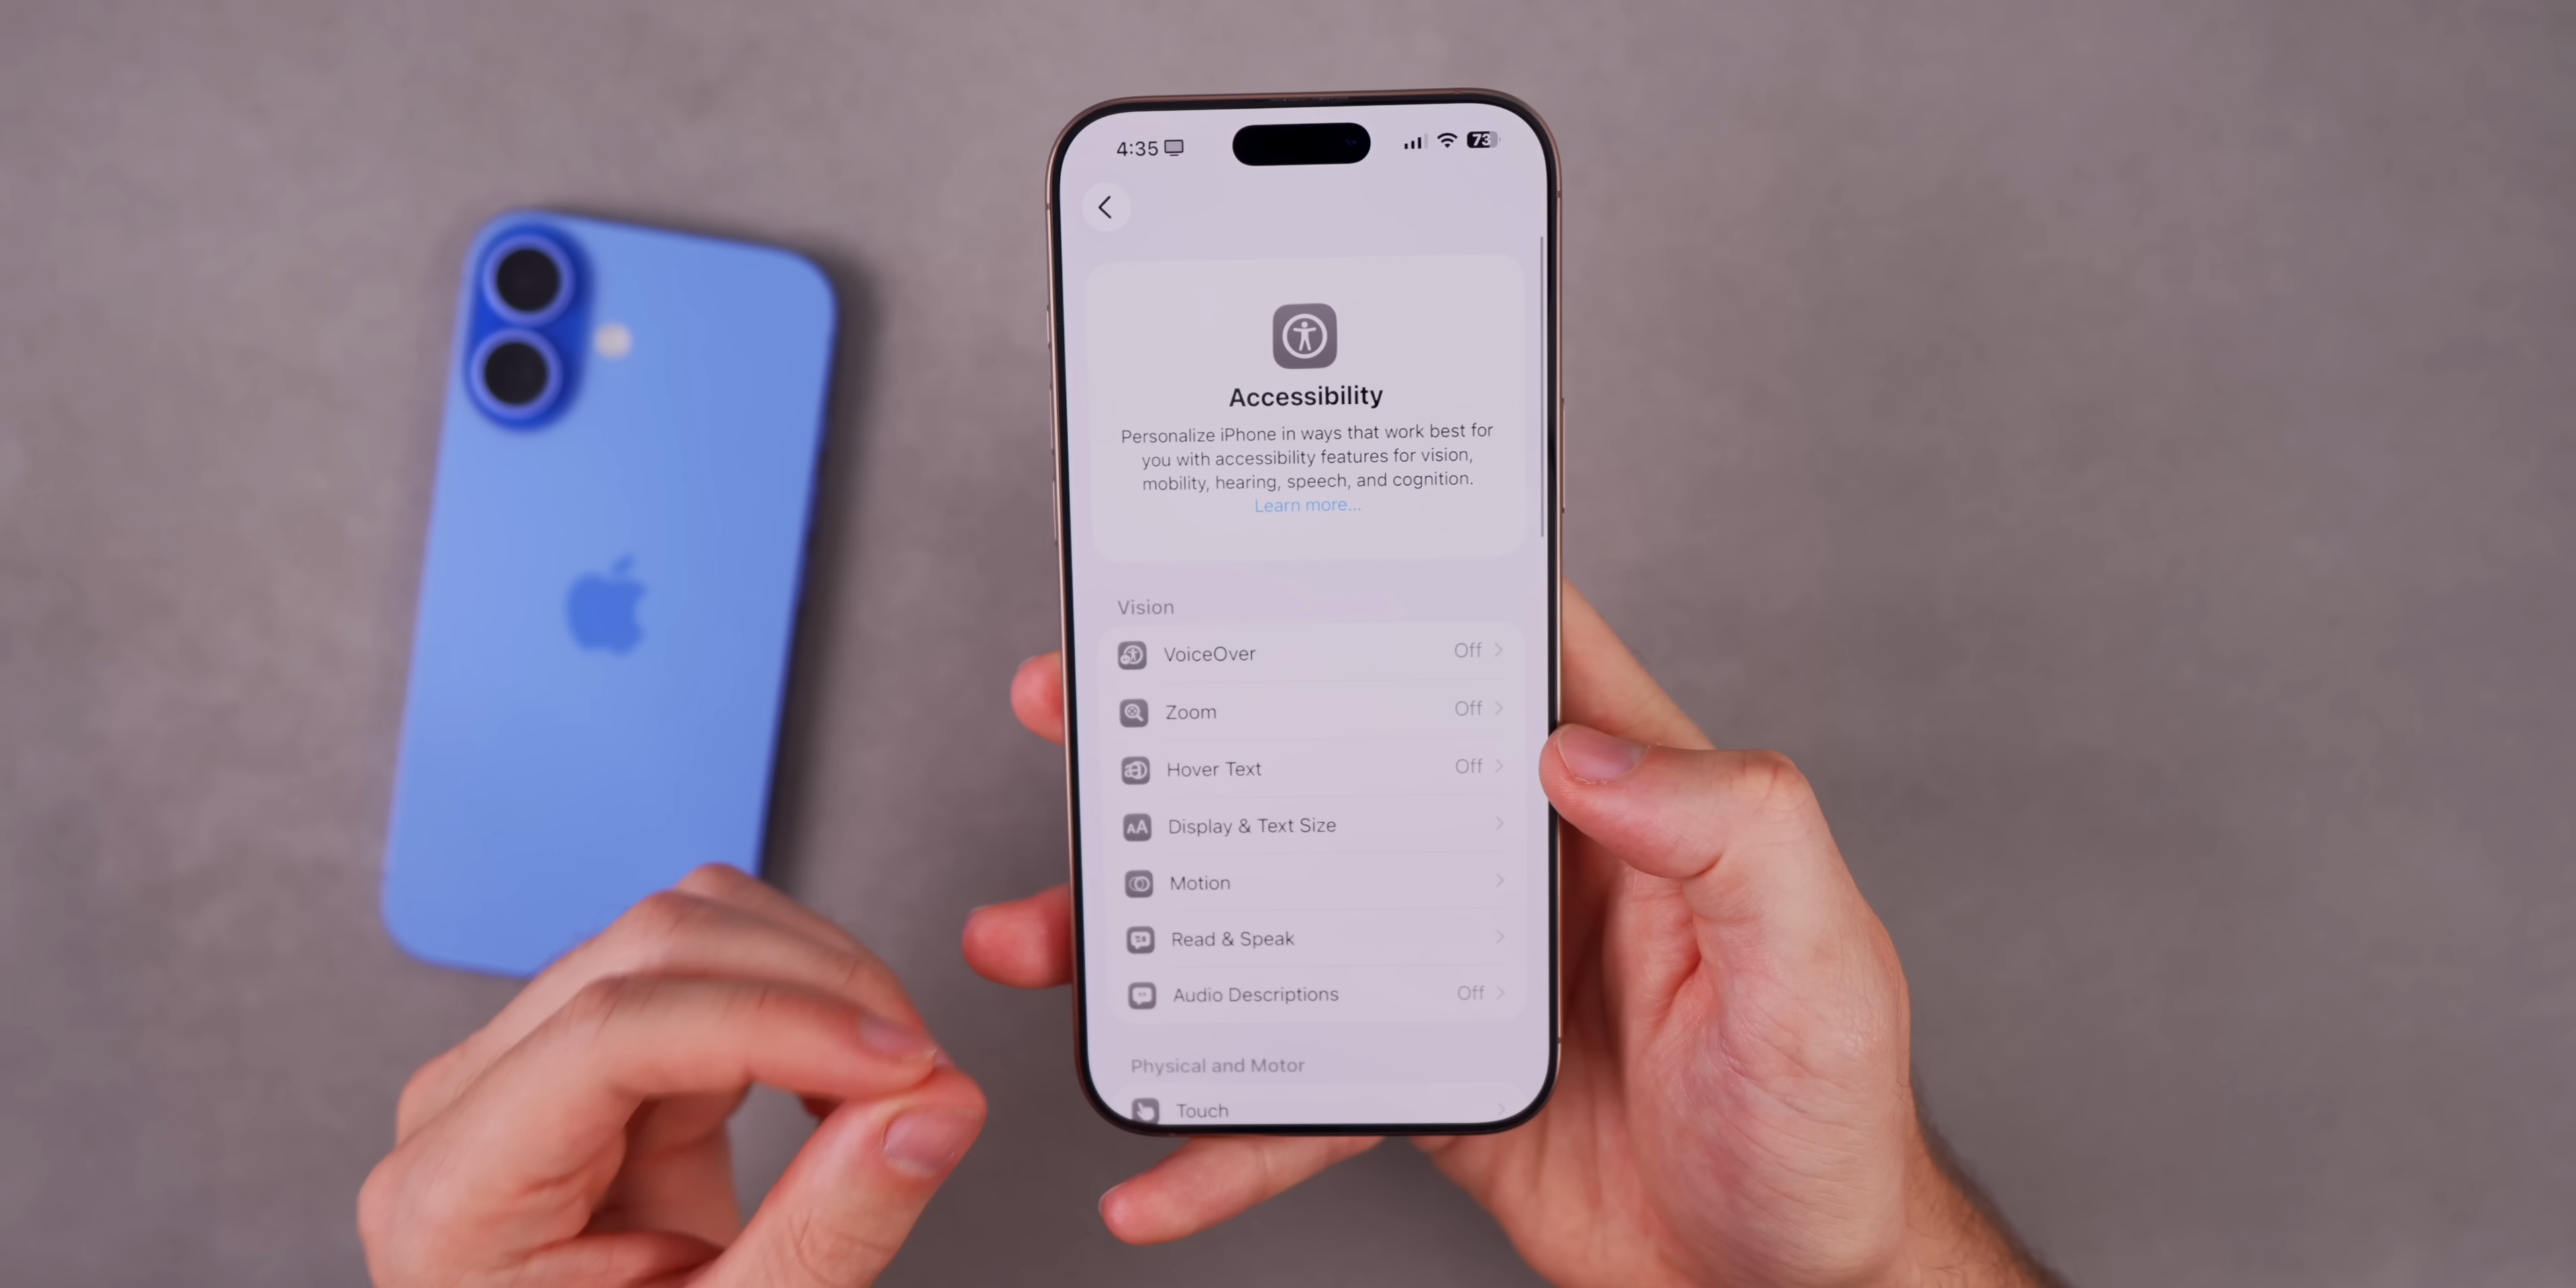 4:35
73
Accessibility
Personalize iPhone in ways that work best for
you with accessibility features for vision,
mobility, hearing, speech, and cognition.
Learn more...
Vision
VoiceOver Off
Zoom Off
Hover Text Off
AA Display & Text Size
Motion
Read & Speak
Audio Descriptions Off
Physical and Motor
Touch